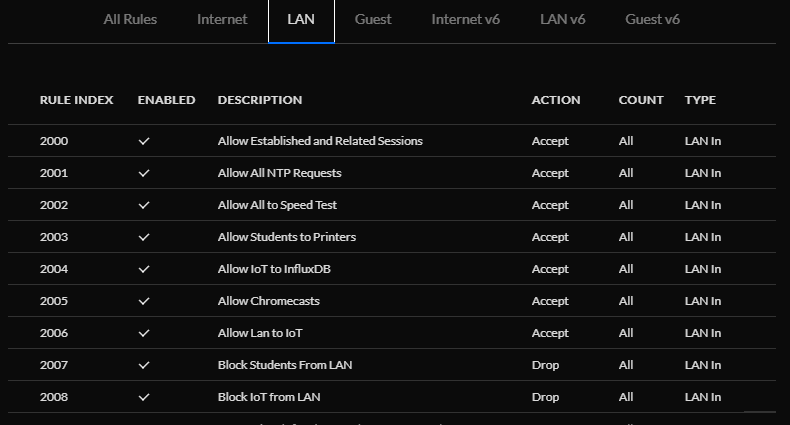 All Rules Internet LAN Guest Internet v6 LAN v6 Guest v6
RULE INDEX ENABLED DESCRIPTION ACTION COUNT TYPE
2000 Allow Established and Related Sessions Accept All LAN In
2001 Allow All NTP Requests Accept All LAN In
2002 Allow All to Speed Test Accept All LAN In
2003 Allow Students to Printers Accept All LAN In
2004 Allow IoT to InfluxDB Accept All LAN In
2005 Allow Chromecasts Accept All LAN In
2006 Allow Lan to IoT Accept All LAN In
2007 Block Students From LAN Drop All LAN In
2008 Block IoT from LAN Drop All LAN In